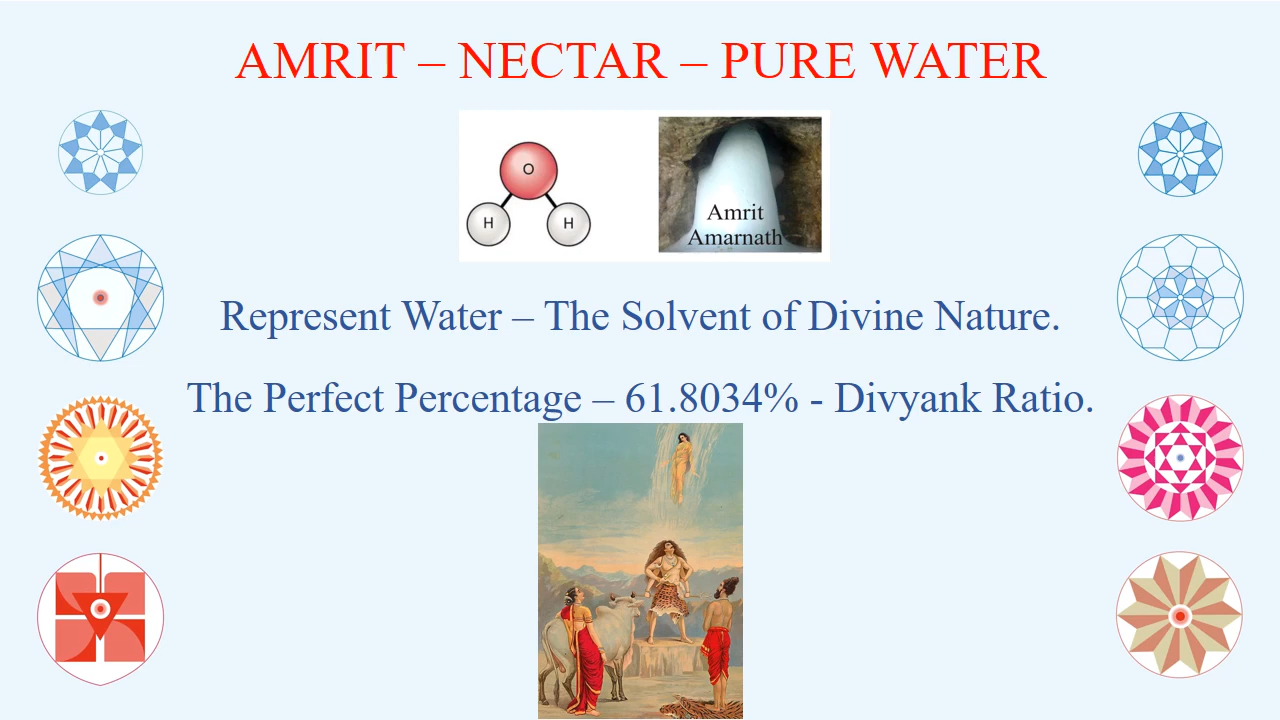 AMRIT – NECTAR – PURE WATER
O
H H
Amrit
Amarnath
Represent Water – The Solvent of Divine Nature.
The Perfect Percentage – 61.8034% - Divyank Ratio.